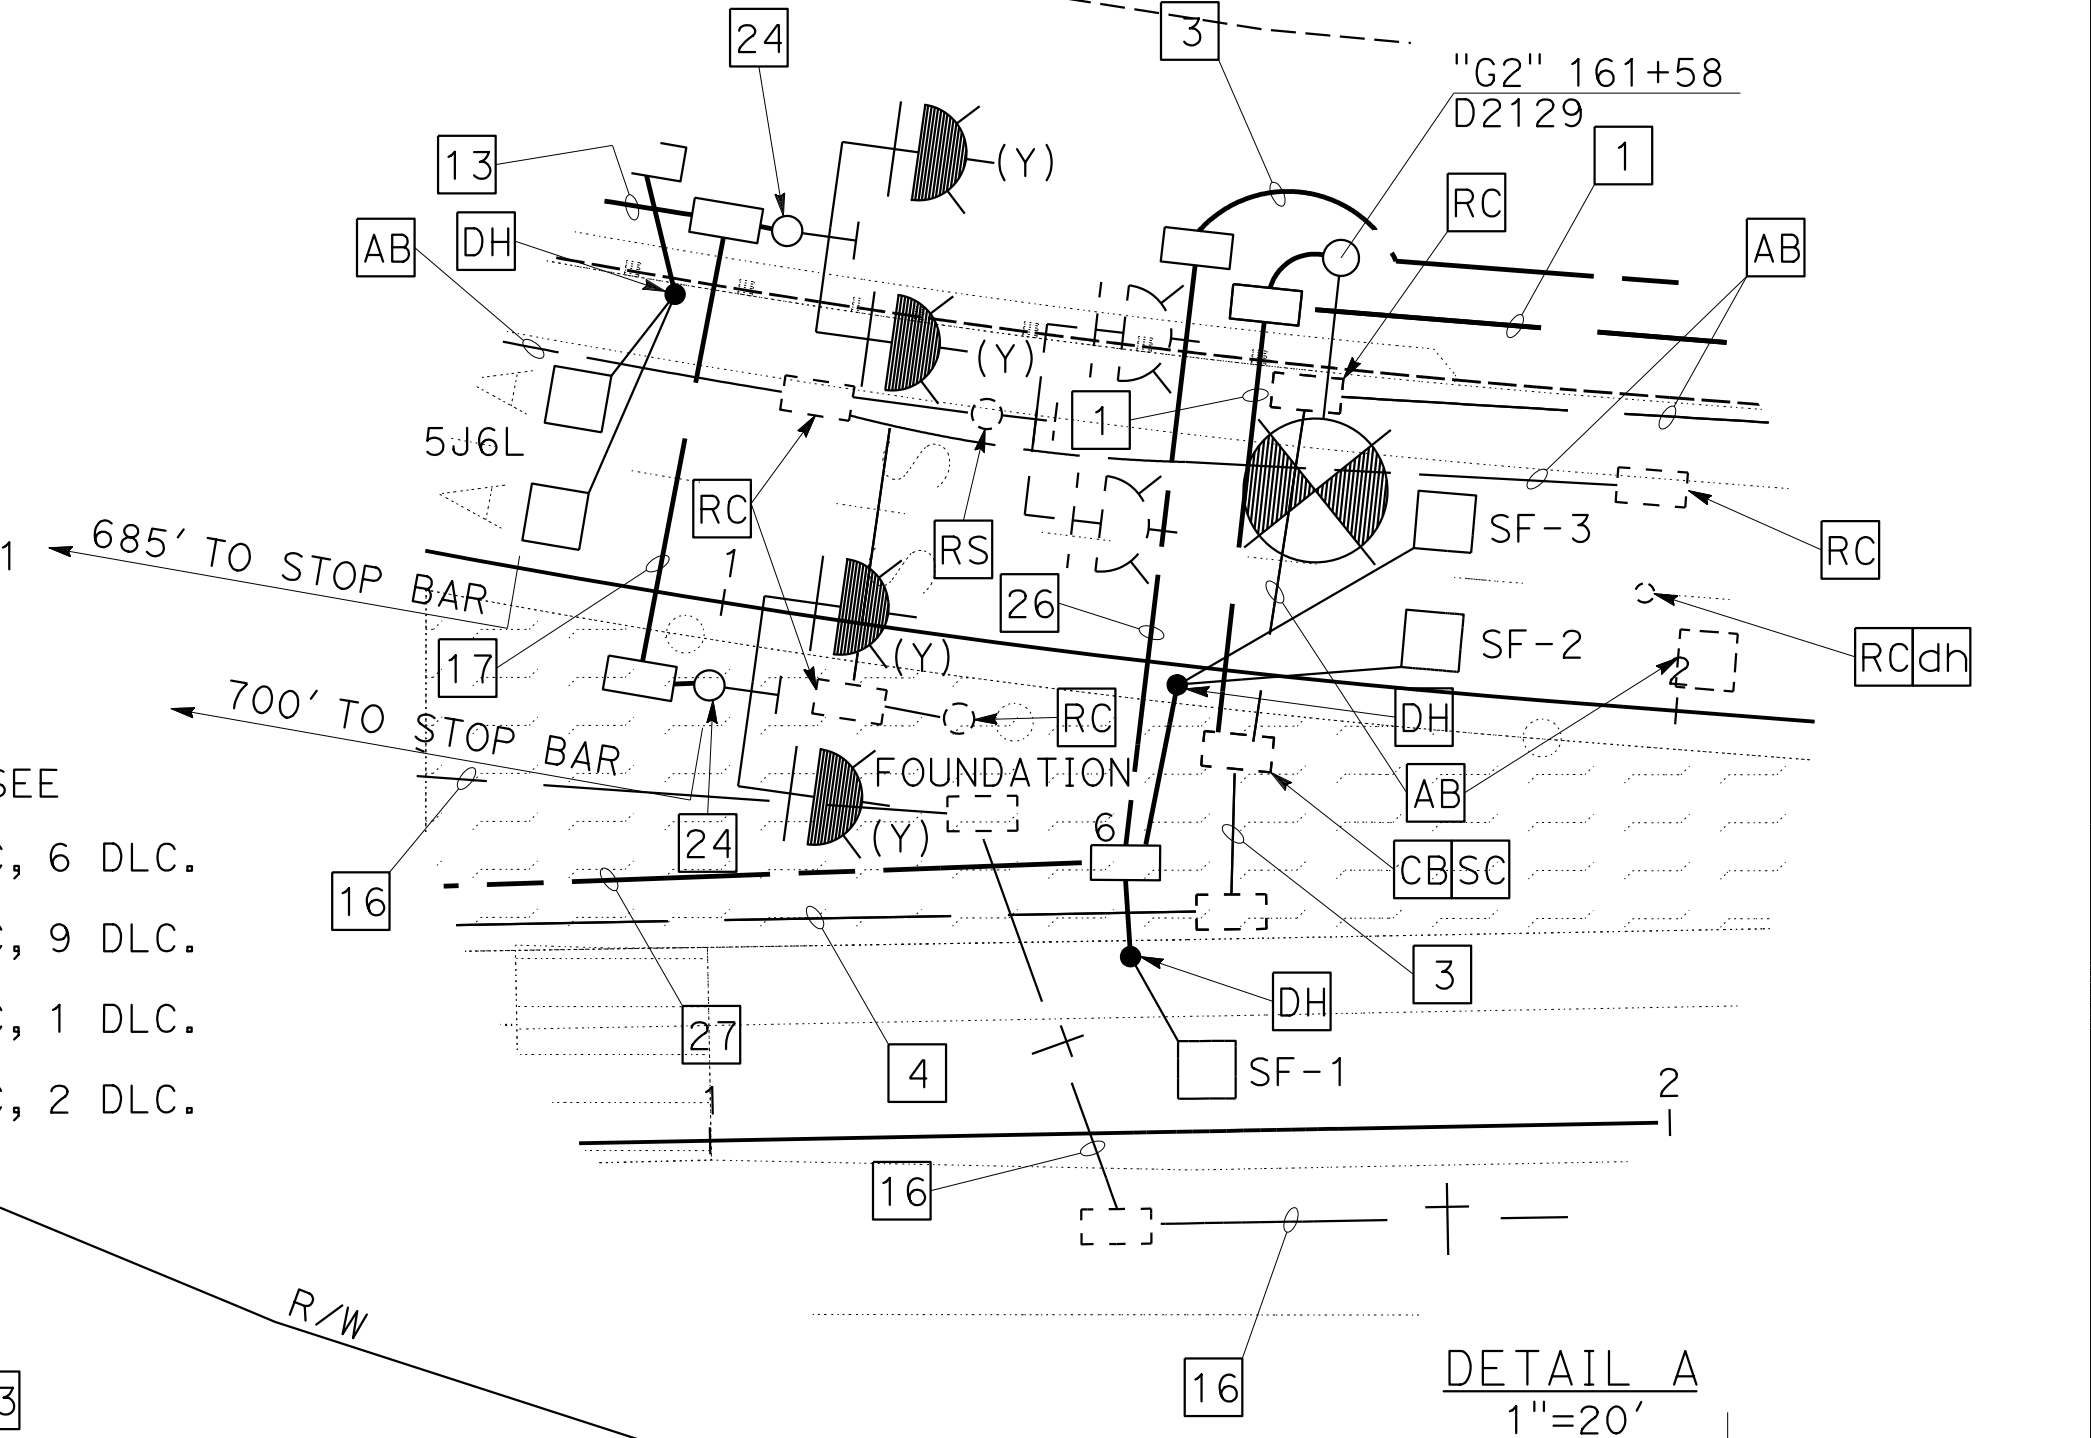 24
3
"G2" 161+58
D2129
13
(Y)
1
RC
AB
DH
AB
(Y)
1
5J6L
RC
RS
SF-3
RC
1
685' TO STOP BAR
1
26
SF-2
RC dh
17
(Y)
2
700' TO STOP BAR
RC
DH
SEE
FOUNDATION
AB
24
(Y)
6
C, 6 DLC.
16
CB SC
C, 9 DLC.
3
DH
C, 1 DLC.
27
4
SF-1
C, 2 DLC.
1
2
16
R/W
3
16
DETAIL A
1"=20'